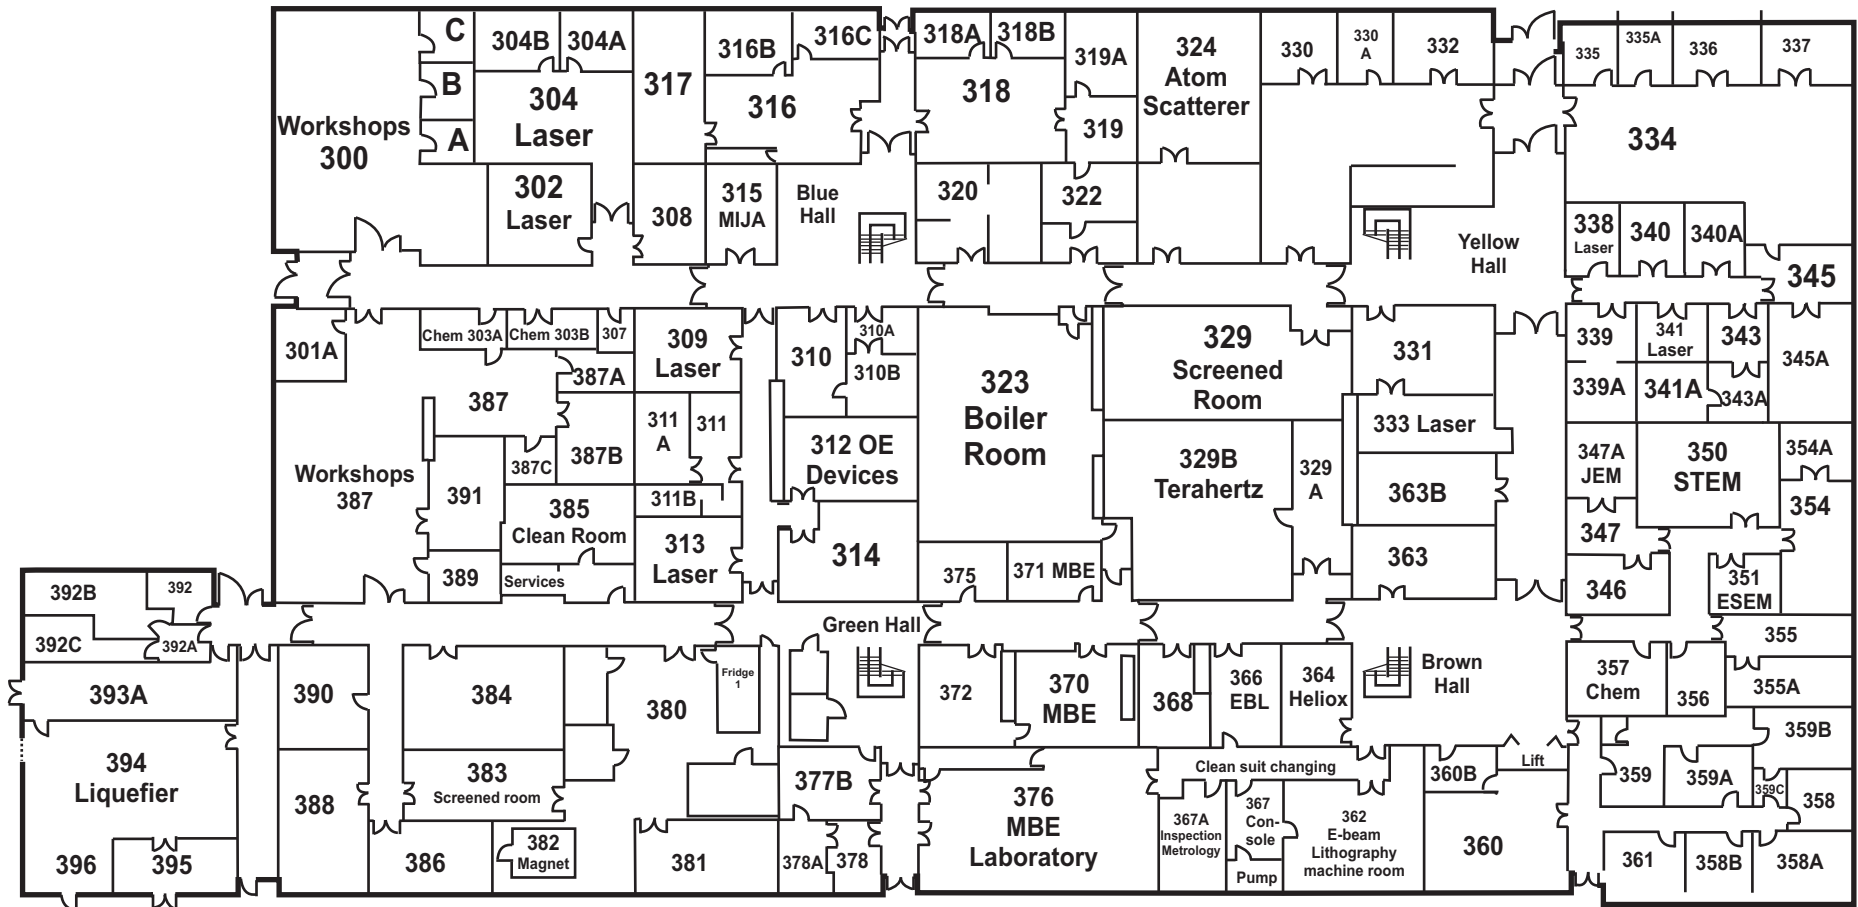 C
304B
304A
316B
316C
318A
318B
319A
324
Atom
Scatterer
330
330
A
332
335
335A
336
337
B
304
Laser
317
316
318
Workshops
300
A
319
334
302
Laser
308
315
MIJA
Blue
Hall
320
322
Yellow
Hall
338
Laser
340
340A
345
301A
Chem 303A
Chem 303B
307
309
Laser
310
310A
310B
323
Boiler
Room
329
Screened
Room
331
339
341
Laser
343
345A
387A
387
339A
341A
343A
311
A
311
333 Laser
312 OE
Devices
387C
387B
Workshops
387
391
329B
Terahertz
329
A
363B
347A
JEM
350
STEM
354A
354
311B
385
Clean Room
347
313
Laser
314
363
389
Services
375
371 MBE
346
351
ESEM
392B
392
392C
392A
Green Hall
355
393A
390
384
Fridge
1
380
372
370
MBE
368
366
EBL
364
Heliox
Brown
Hall
357
Chem
356
355A
359B
394
Liquefier
383
Screened room
377B
Clean suit changing
360B
Lift
359
359A
359C
358
388
376
MBE
Laboratory
367A
Inspection
Metrology
367
Con-
sole
362
E-beam
Lithography
machine room
360
396
395
386
382
Magnet
381
378A
378
Pump
361
358B
358A